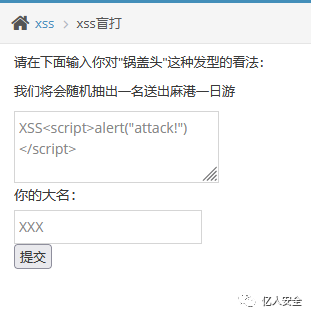 xss > xss盲打
请在下面输入你对"锅盖头"这种发型的看法：
我们将会随机抽出一名送出麻港一日游
XSS<script>alert("attack!")
</script>
你的大名：
XXX
提交
亿人安全